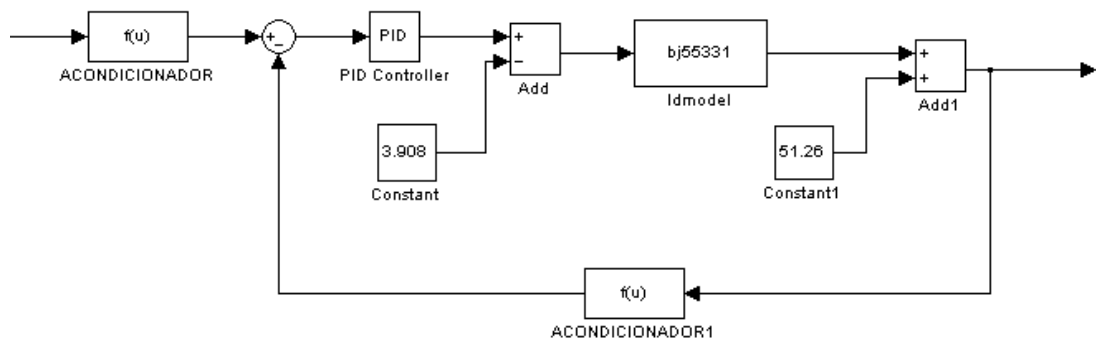 f(u)
ACONDICIONADOR
+
−
PID
PID Controller
+
−
Add
3.908
Constant
bj55331
Idmodel
51.26
Constant1
+
+
Add1
f(u)
ACONDICIONADOR1